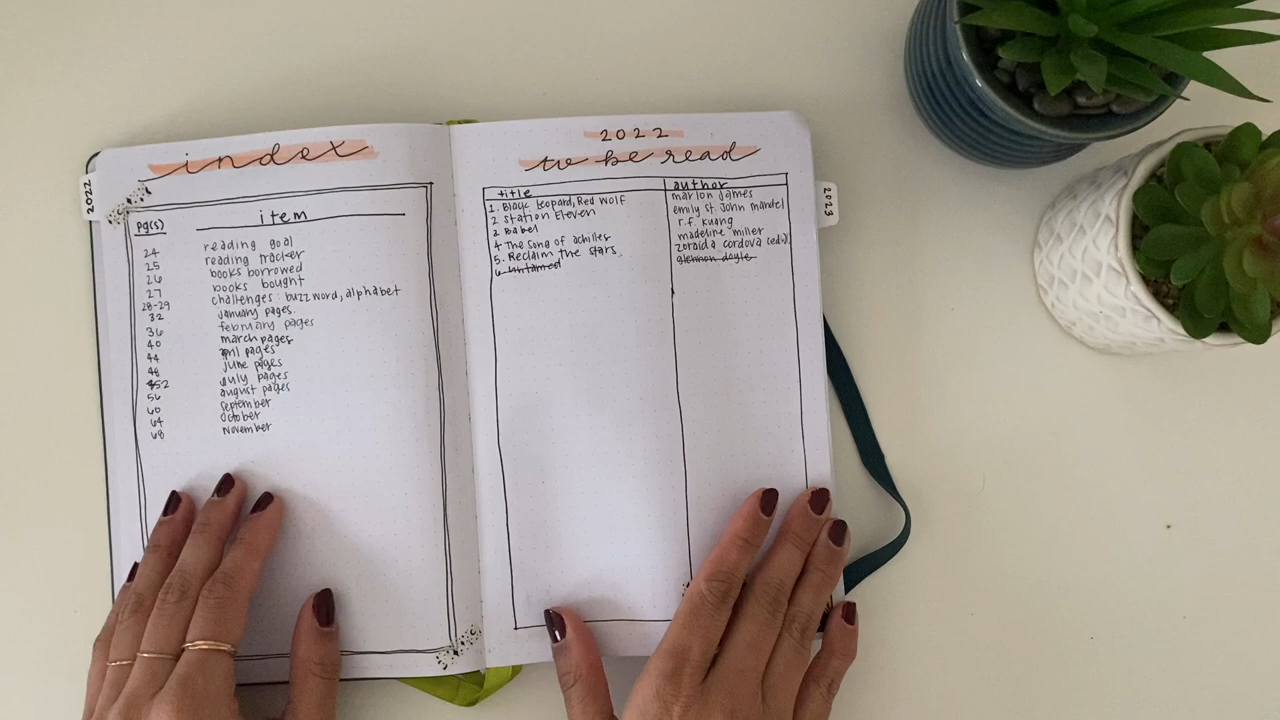 2022
index
pg(s) item
24 reading goal
25 reading tracker
26 books borrowed
27 books bought
28-29 challenges: buzzword, alphabet
32 january pages.
36 february pages
40 march pages
44 april pages
48 june pages
52 july pages
56 august pages
60 september
64 October
68 November
2022
to be read
title author
1. Black Leopard, Red Wolf marlon james
2 Station Eleven emily st. john mandel
3 Babel r.f. kuang
4 The song of achilles madeline miller
5. Reclaim the stars. zoraida cordova (ed.)
6 Untamed glennon doyle
2023